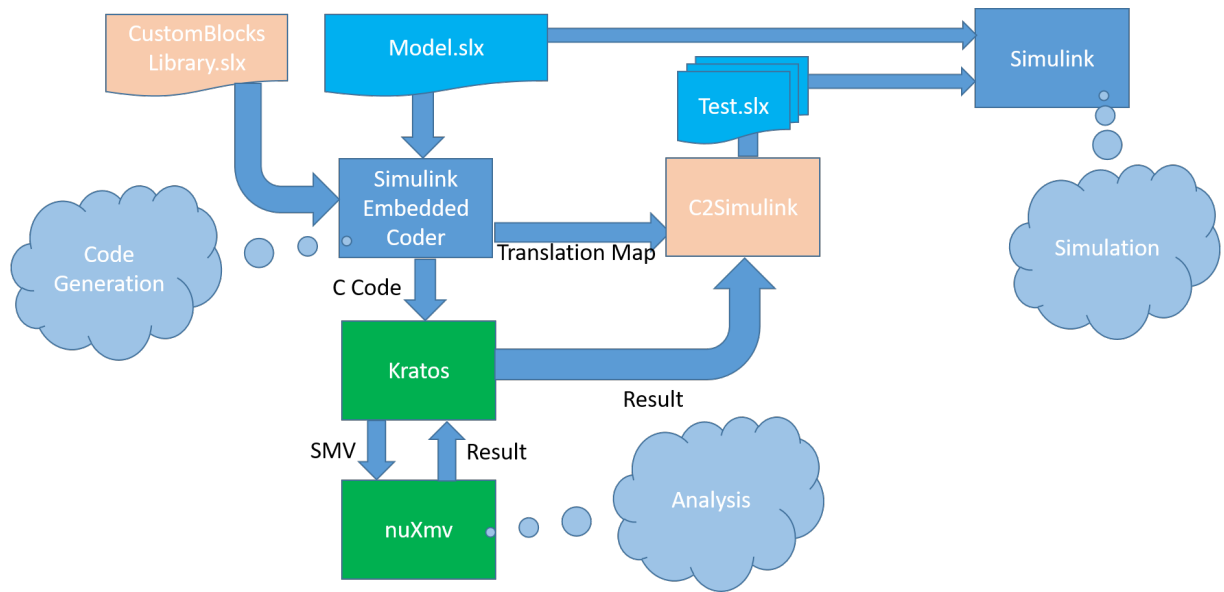 CustomBlocks
Library.slx
Model.slx
Simulink
Test.slx
Simulink
Embedded
Coder
C2Simulink
Translation Map
Code
Generation
Simulation
C Code
Kratos
Result
SMV
Result
Analysis
nuXmv